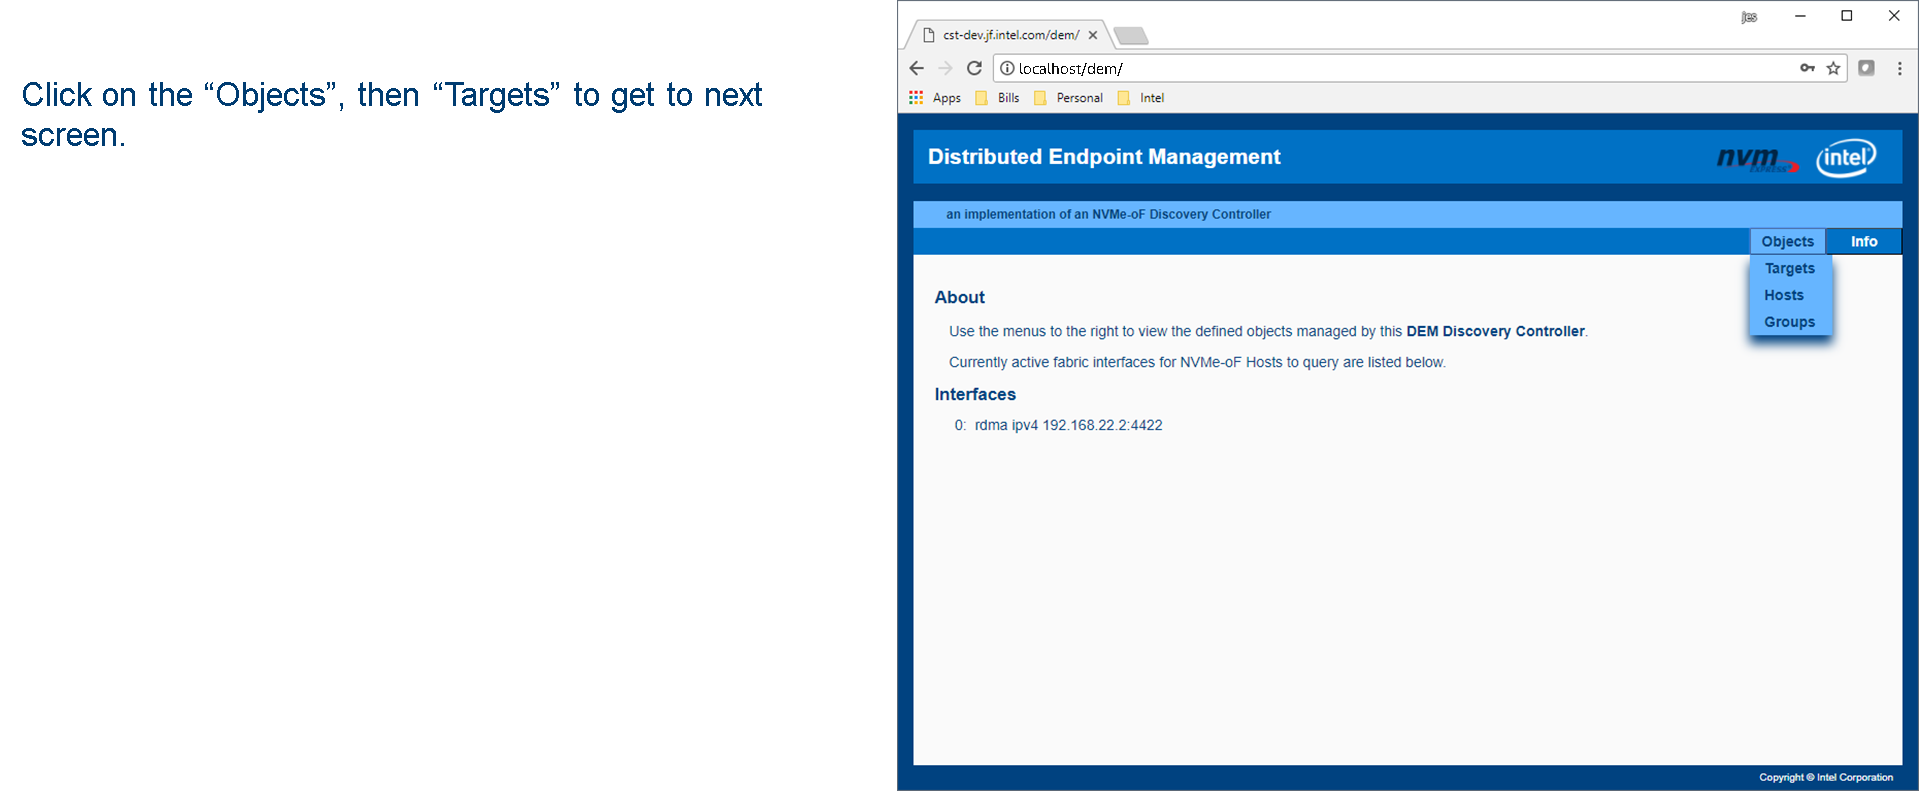 Click on the “Objects”, then “Targets” to get to next
screen.
jes
cst-dev.jf.intel.com/dem/
localhost/dem/
Apps Bills Personal Intel
Distributed Endpoint Management
nvm EXPRESS intel
an implementation of an NVMe-oF Discovery Controller
Objects Info
Targets
Hosts
Groups
About
Use the menus to the right to view the defined objects managed by this DEM Discovery Controller.
Currently active fabric interfaces for NVMe-oF Hosts to query are listed below.
Interfaces
0: rdma ipv4 192.168.22.2:4422
Copyright © Intel Corporation